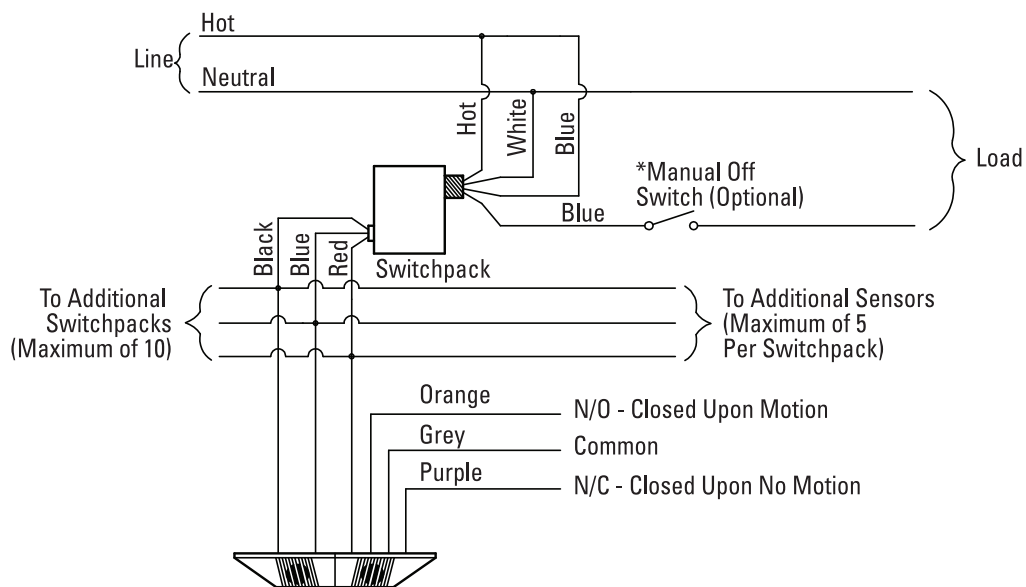 Hot
Line
Neutral
Hot
White
Blue
Load
*Manual Off
Switch (Optional)
Blue
Black
Blue
Red
Switchpack
To Additional
Switchpacks
(Maximum of 10)
To Additional Sensors
(Maximum of 5
Per Switchpack)
Orange
N/O - Closed Upon Motion
Grey
Common
Purple
N/C - Closed Upon No Motion